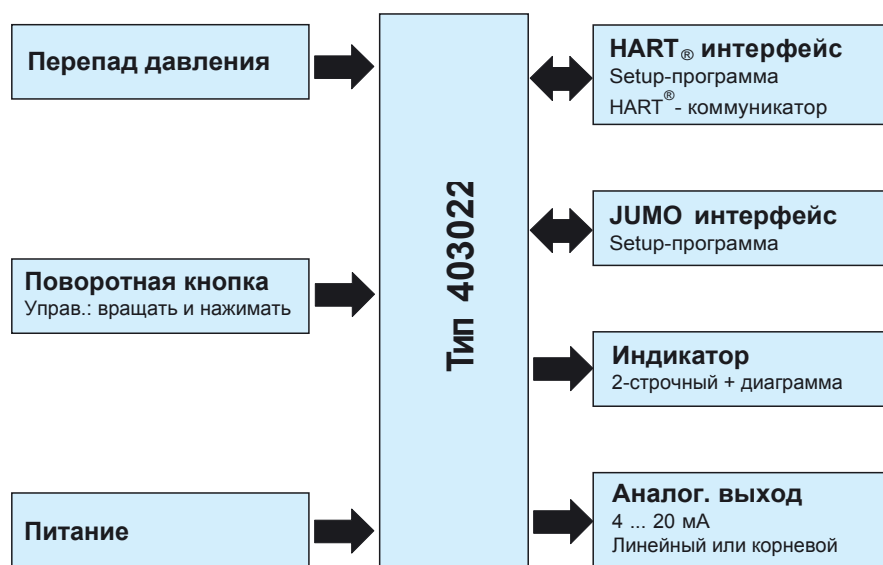 Перепад давления
Поворотная кнопка
Управ.: вращать и нажимать
Питание
Тип 403022
HART® интерфейс
Setup-программа
HART®- коммуникатор
JUMO интерфейс
Setup-программа
Индикатор
2-строчный + диаграмма
Аналог. выход
4 ... 20 мА
Линейный или корневой